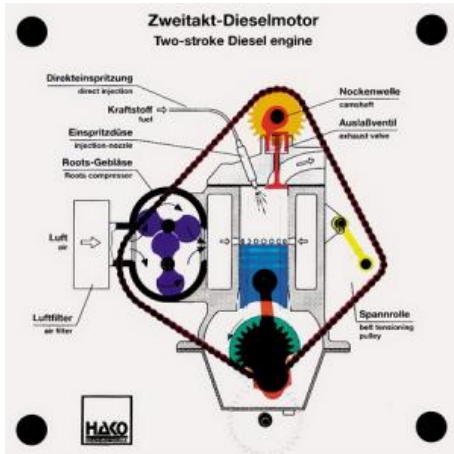 Zweitakt-Dieselmotor
Two-stroke Diesel engine
Direkteinspritzung
direct injection
Kraftstoff
fuel
Einspritzdüse
injection-nozzle
Roots-Gebläse
Roots compressor
Luft
air
Luftfilter
air filter
Nockenwelle
camshaft
Auslaßventil
exhaust valve
Spannrolle
belt tensioning
pulley
HAKO